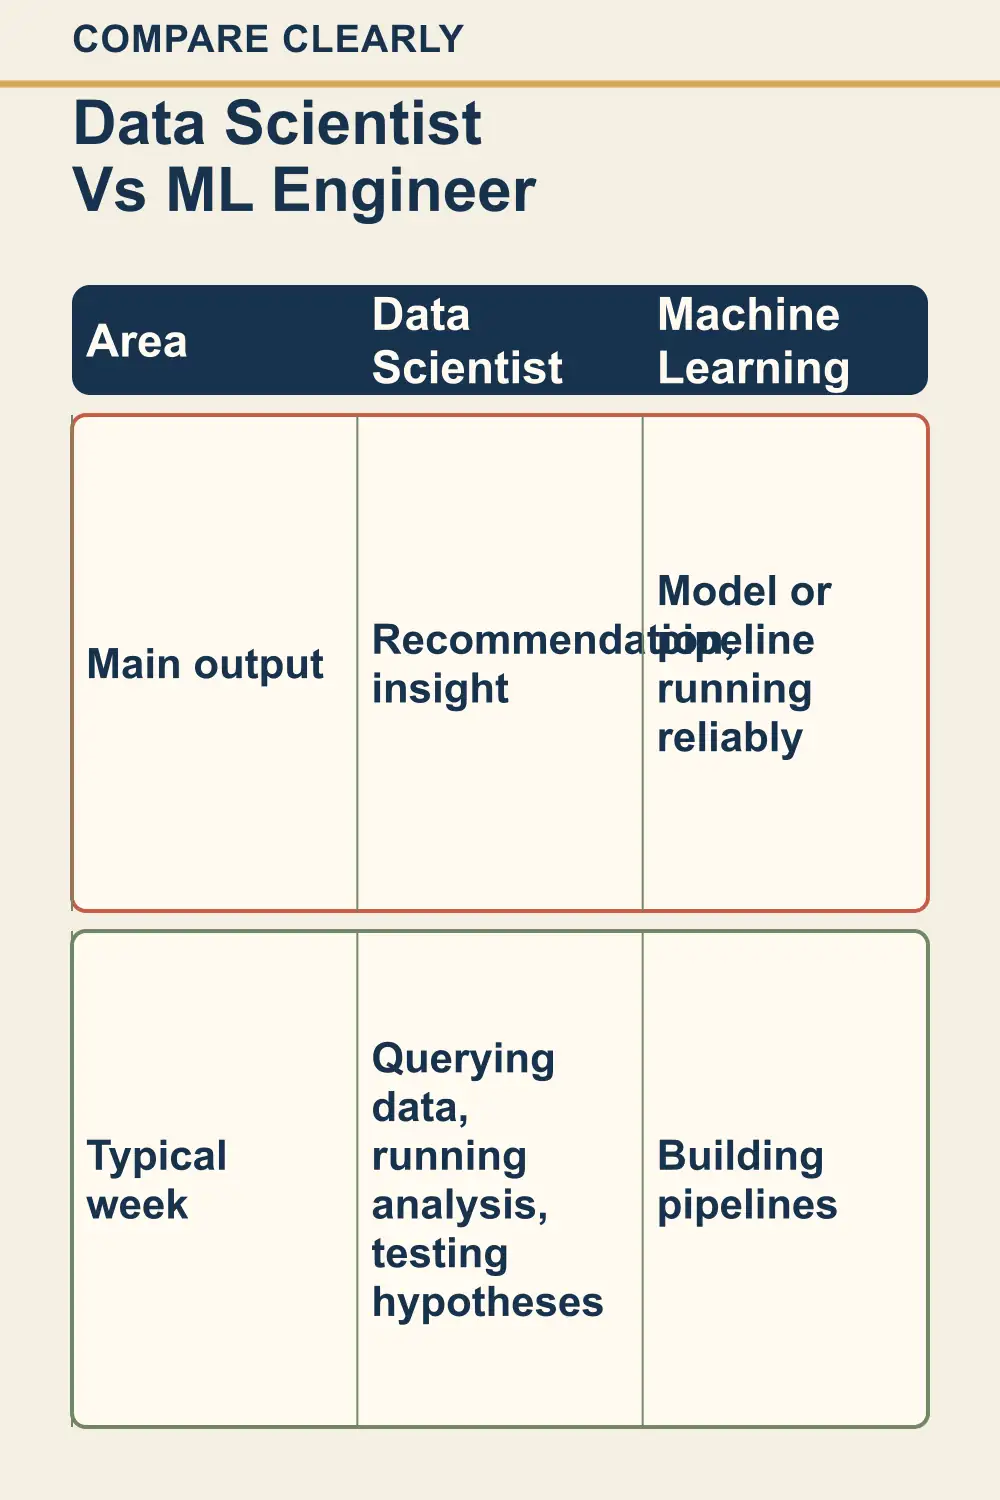 COMPARE CLEARLY
Data Scientist
Vs ML Engineer
Area
Data
Scientist
Machine
Learning
Main output
Recommendation,
insight
Model or
pipeline
running
reliably
Typical
week
Querying
data,
running
analysis,
testing
hypotheses
Building
pipelines